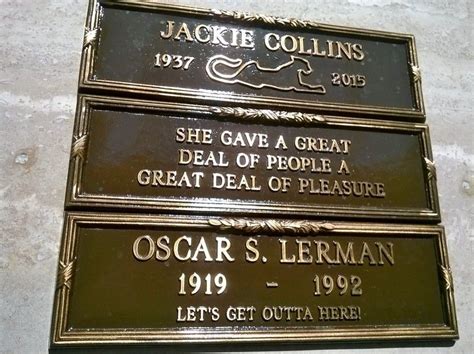 JACKIE COLLINS
1937 2015
SHE GAVE A GREAT
DEAL OF PEOPLE A
GREAT DEAL OF PLEASURE
OSCAR S. LERMAN
1919 - 1992
LET'S GET OUTTA HERE!